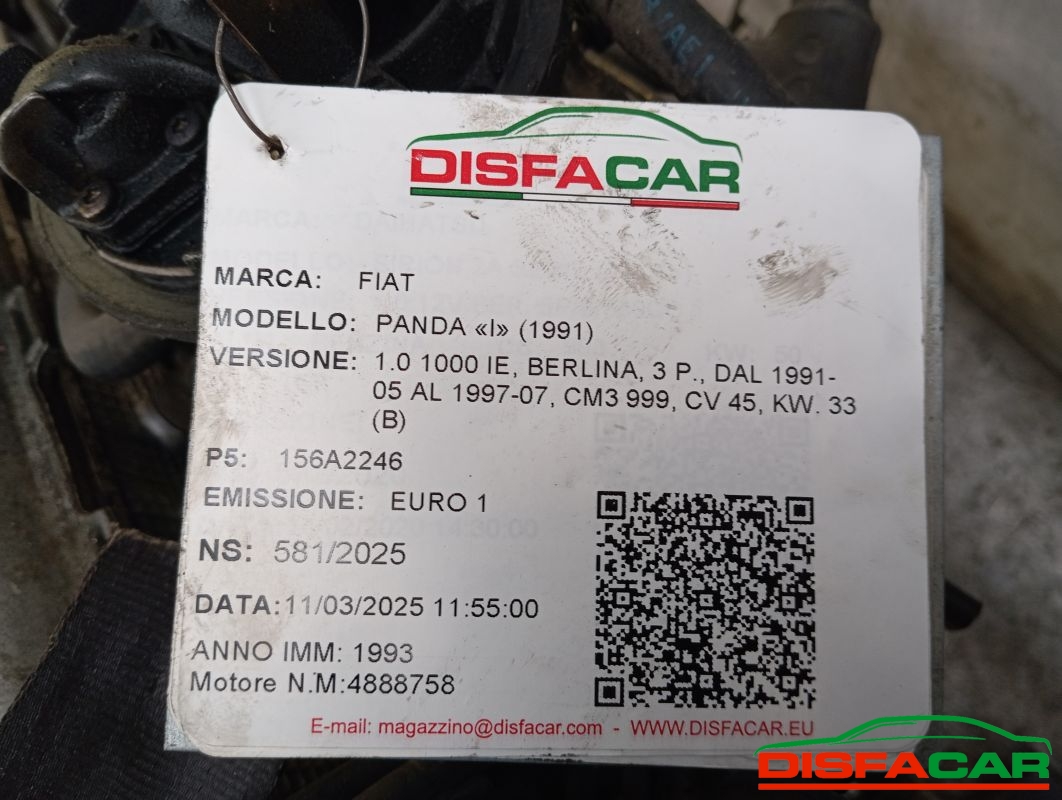 DISFACAR
MARCA: FIAT
MODELLO: PANDA «I» (1991)
VERSIONE: 1.0 1000 IE, BERLINA, 3 P., DAL 1991-
05 AL 1997-07, CM3 999, CV 45, KW. 33
(B)
P5: 156A2246
EMISSIONE: EURO 1
NS: 581/2025
DATA: 11/03/2025 11:55:00
ANNO IMM: 1993
Motore N.M:4888758
E-mail: magazzino@disfacar.com - WWW.DISFACAR.EU
DISFACAR